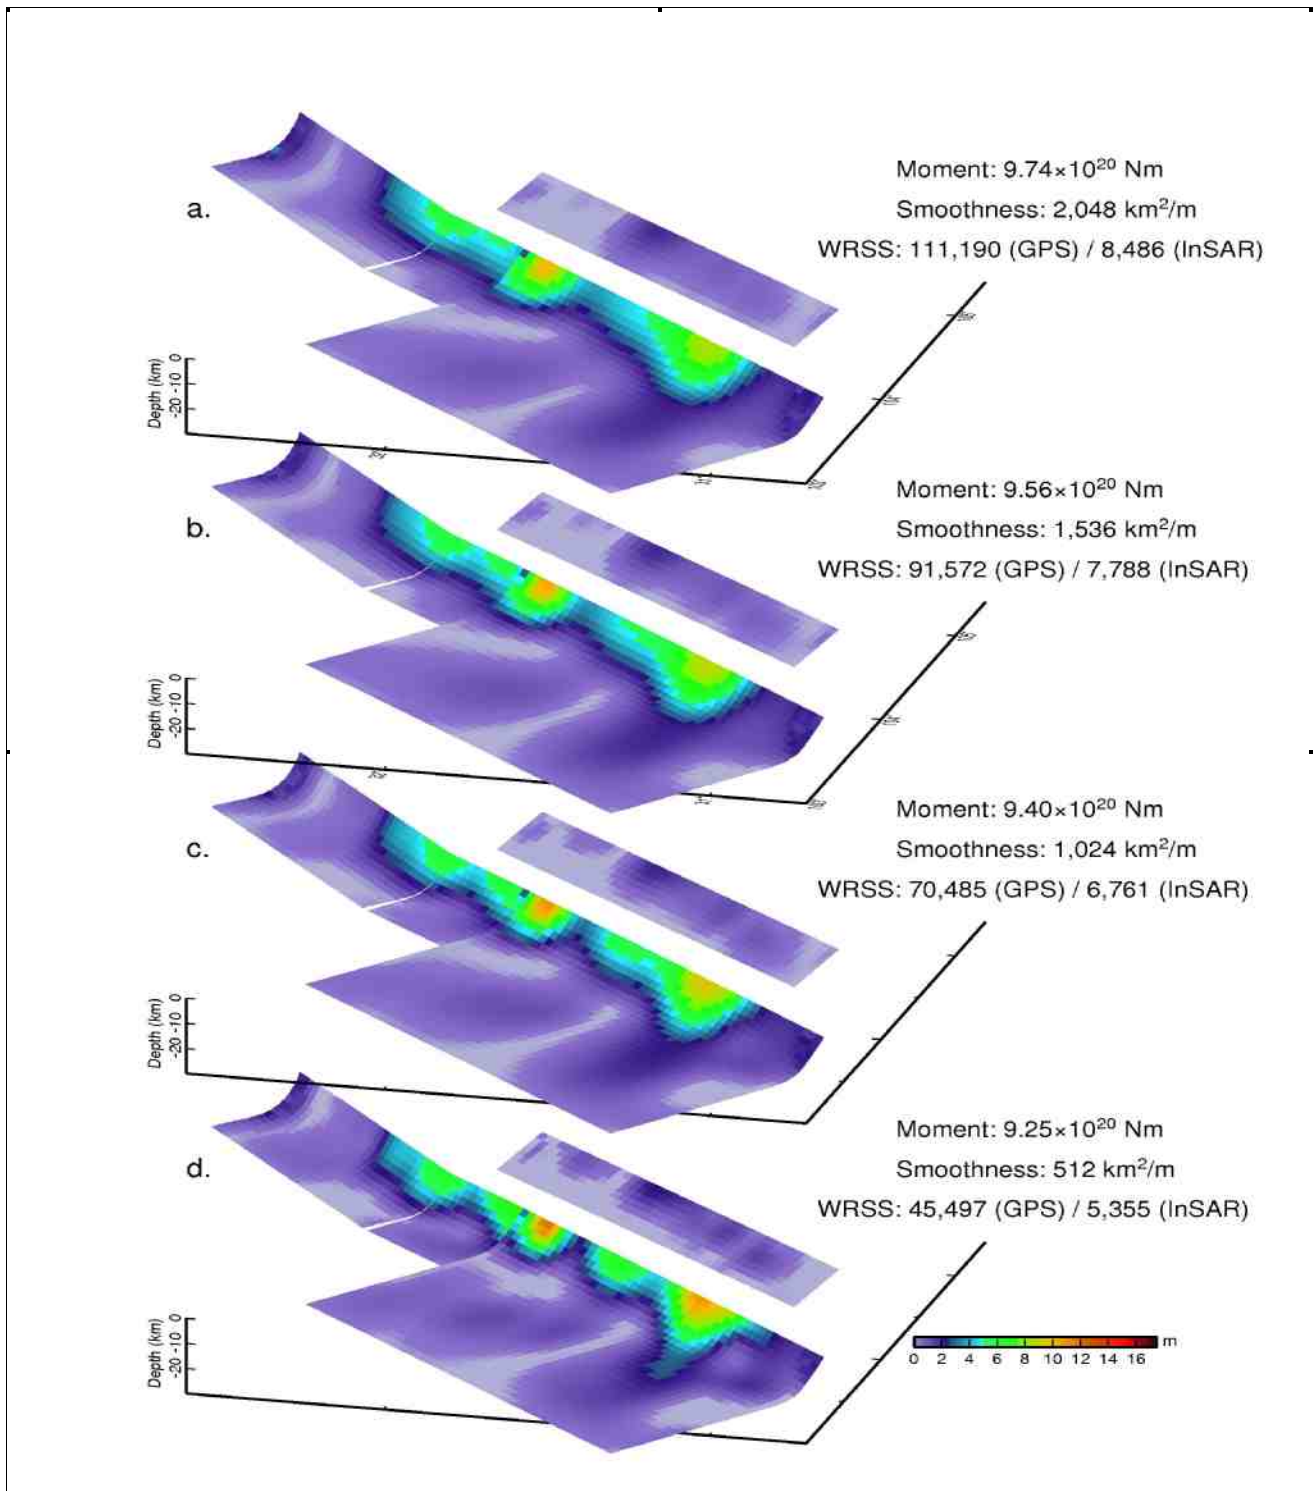 a.
Moment: 9.74×10²⁰ Nm
Smoothness: 2,048 km²/m
WRSS: 111,190 (GPS) / 8,486 (InSAR)
Depth (km)
0
-10
-20
b.
Moment: 9.56×10²⁰ Nm
Smoothness: 1,536 km²/m
WRSS: 91,572 (GPS) / 7,788 (InSAR)
Depth (km)
0
-10
-20
c.
Moment: 9.40×10²⁰ Nm
Smoothness: 1,024 km²/m
WRSS: 70,485 (GPS) / 6,761 (InSAR)
Depth (km)
0
-10
-20
d.
Moment: 9.25×10²⁰ Nm
Smoothness: 512 km²/m
WRSS: 45,497 (GPS) / 5,355 (InSAR)
Depth (km)
0
-10
-20
m
0 2 4 6 8 10 12 14 16